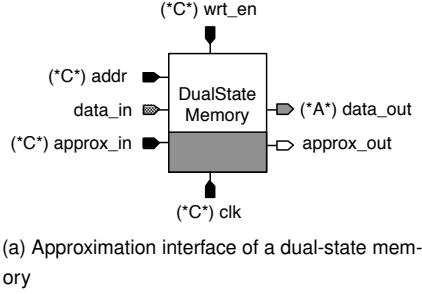 (*C*) wrt_en
(*C*) addr
data_in
(*C*) approx_in
DualState
Memory
(*A*) data_out
approx_out
(*C*) clk
(a) Approximation interface of a dual-state mem-
ory